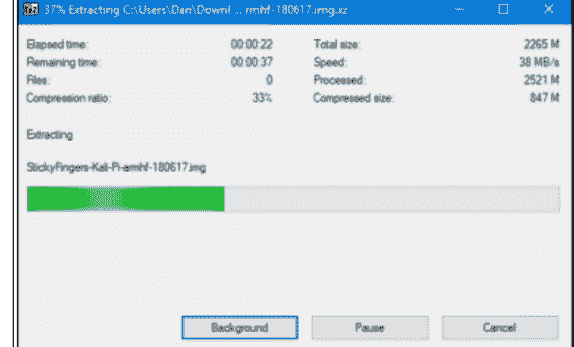 37% Extracting C:\Users\Dan\Downl ... rmhf-180617.img.xz
Elapsed time: 00:00:22 Total size: 2265 M
Remaining time: 00:00:37 Speed: 38 MB/s
Files: 0 Processed: 2521 M
Compression ratio: 33% Compressed size: 847 M
Extracting
StickyFingers-Kali-Pi-armhf-180617.img
Background Pause Cancel